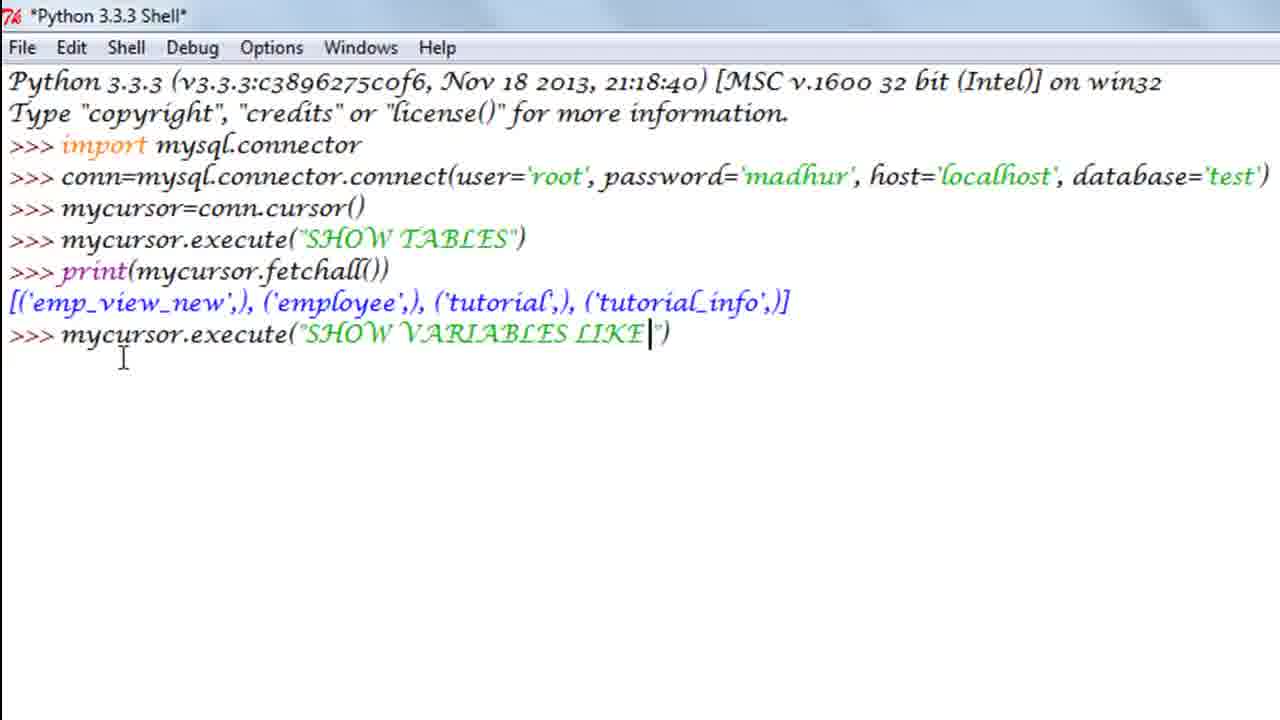 *Python 3.3.3 Shell*
File Edit Shell Debug Options Windows Help
Python 3.3.3 (v3.3.3:c3896275c0f6, Nov 18 2013, 21:18:40) [MSC v.1600 32 bit (Intel)] on win32
Type "copyright", "credits" or "license()" for more information.
>>> import mysql.connector
>>> conn=mysql.connector.connect(user='root', password='madhur', host='localhost', database='test')
>>> mycursor=conn.cursor()
>>> mycursor.execute("SHOW TABLES")
>>> print(mycursor.fetchall())
[('emp_view_new',), ('employee',), ('tutorial',), ('tutorial_info',)]
>>> mycursor.execute("SHOW VARIABLES LIKE ")